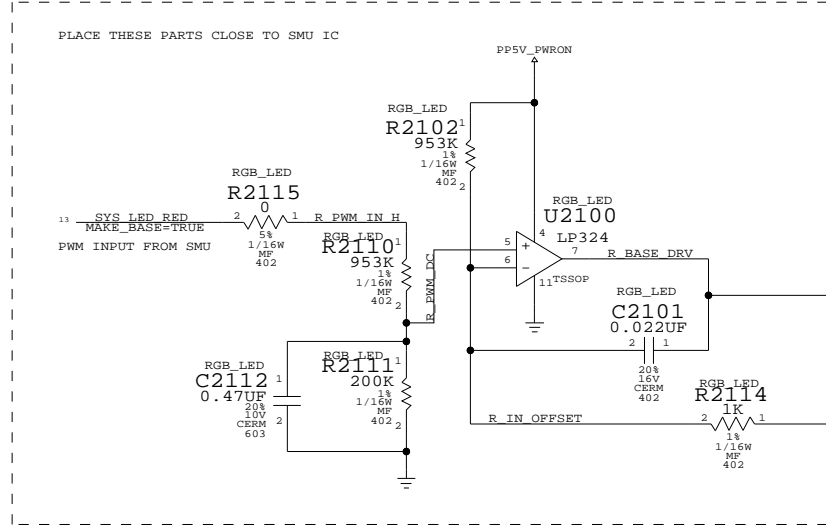 PLACE THESE PARTS CLOSE TO SMU IC
PP5V_PWRON
RGB_LED
R2102
1
953K
1%
1/16W
MF
402
2
RGB_LED
R2115
0
13
SYS_LED_RED
2
1
R_PWM_IN_H
MAKE_BASE=TRUE
5%
1/16W
MF
402
PWM INPUT FROM SMU
RGB_LED
R2110
1
953K
1%
1/16W
MF
402
2
R_PWM_DC
RGB_LED
U2100
4
LP324
5
+
6
-
7
R_BASE_DRV
11
TSSOP
RGB_LED
C2101
0.022UF
2
1
20%
16V
CERM
402
RGB_LED
C2112
1
0.47UF
20%
10V
CERM
603
2
RGB_LED
R2111
1
200K
1%
1/16W
MF
402
2
RGB_LED
R2114
1K
R_IN_OFFSET
2
1
1%
1/16W
MF
402